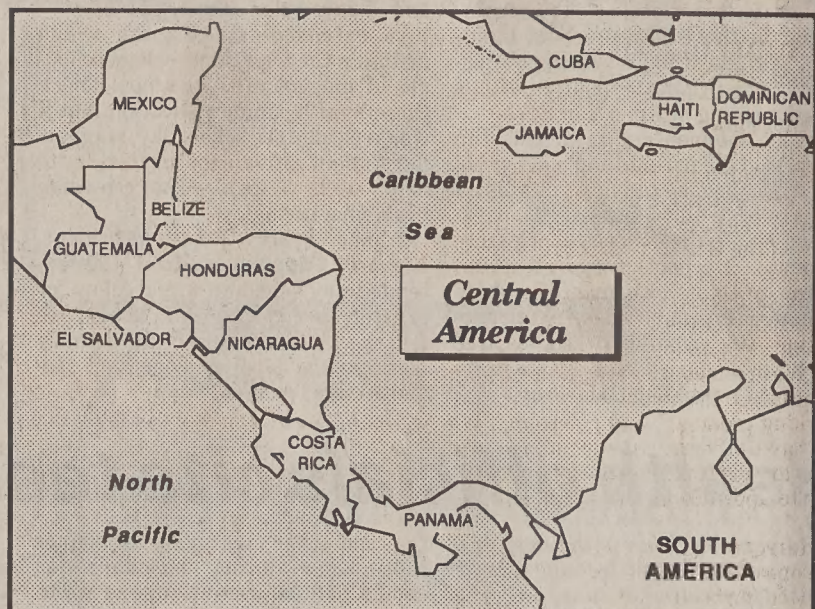 CUBA
MEXICO
HAITI
DOMINICAN
REPUBLIC
JAMAICA
Caribbean
Sea
BELIZE
GUATEMALA
HONDURAS
Central
America
EL SALVADOR
NICARAGUA
COSTA
RICA
North
Pacific
PANAMA
SOUTH
AMERICA